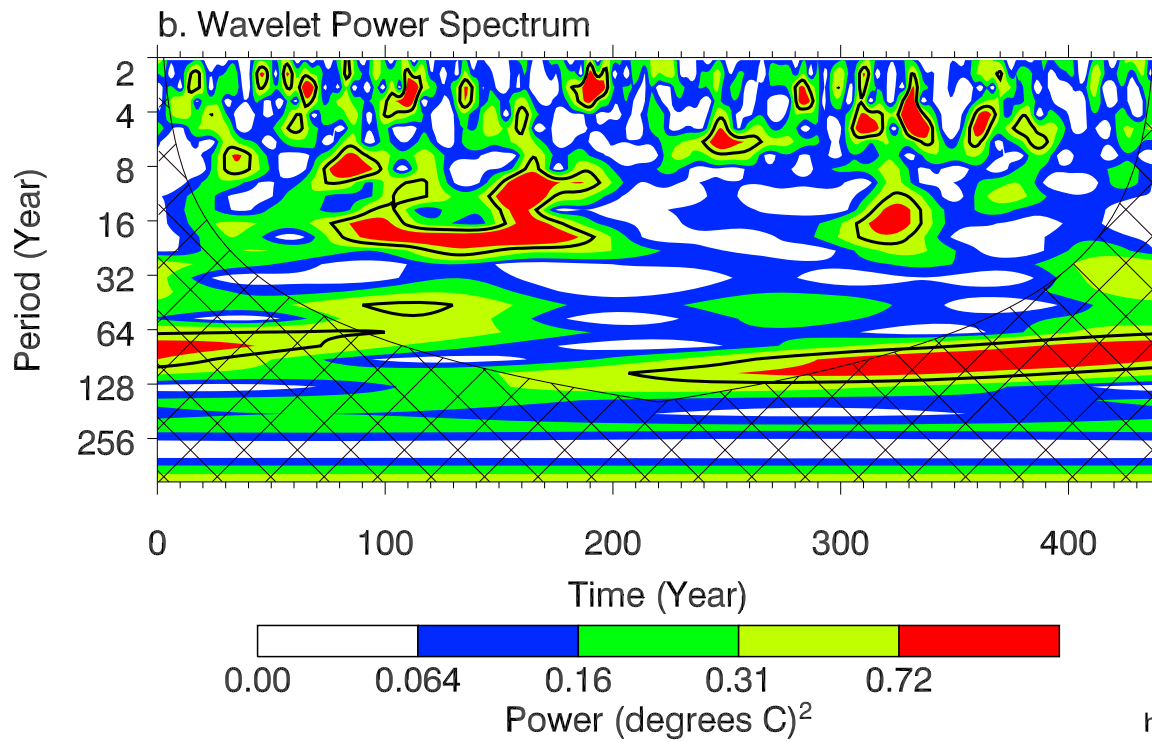 b. Wavelet Power Spectrum
Period (Year)
2
4
8
16
32
64
128
256
0 100 200 300 400
Time (Year)
0.00 0.064 0.16 0.31 0.72
Power (degrees C)²